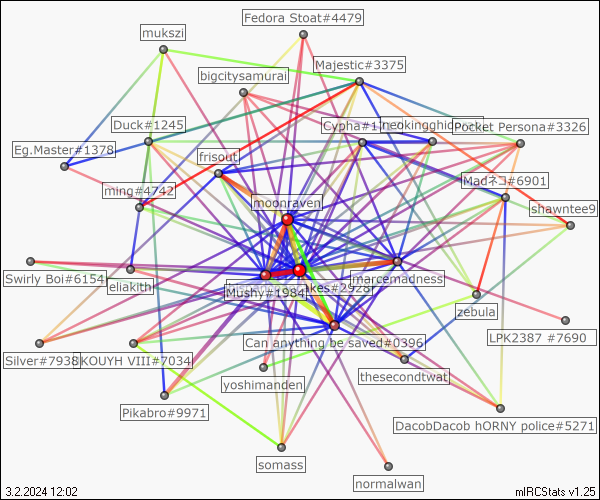 Fedora Stoat#4479
mukszi
Majestic#3375
bigcitysamurai
Duck#1245
Cypha#1
neokingghidor
Pocket Persona#3326
Eg.Master#1378
frisout
Madネコ#6901
ming#4742
moonraven
shawntee9
Swirly Boi#6154
eliakith
Mushy#1984
akes#2928
marcemadness
zebula
LPK2387 #7690
Can anything be saved#0396
Silver#7938
KOUYH VIII#7034
thesecondtwat
yoshimanden
Pikabro#9971
DacobDacob hORNY police#5271
somass
normalwan
3.2.2024 12:02
mIRCStats v1.25